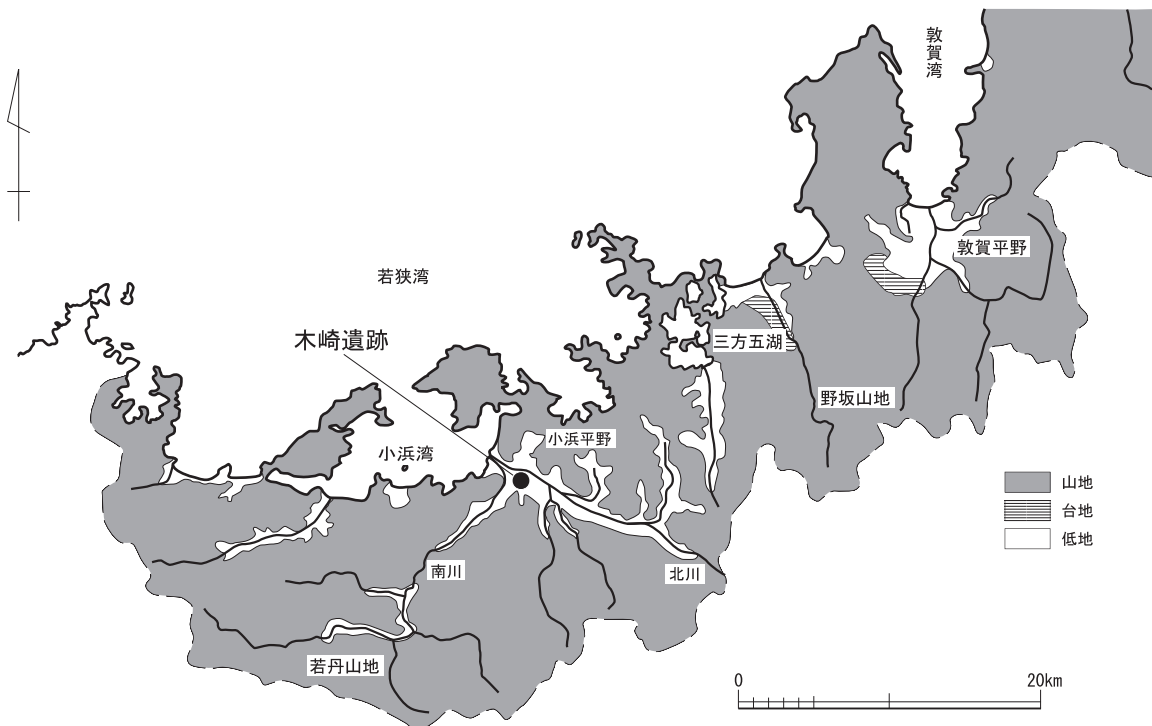 敦賀湾
敦賀平野
若狭湾
木崎遺跡
三方五湖
野坂山地
小浜平野
小浜湾
山地
台地
低地
南川
北川
若丹山地
0
20km